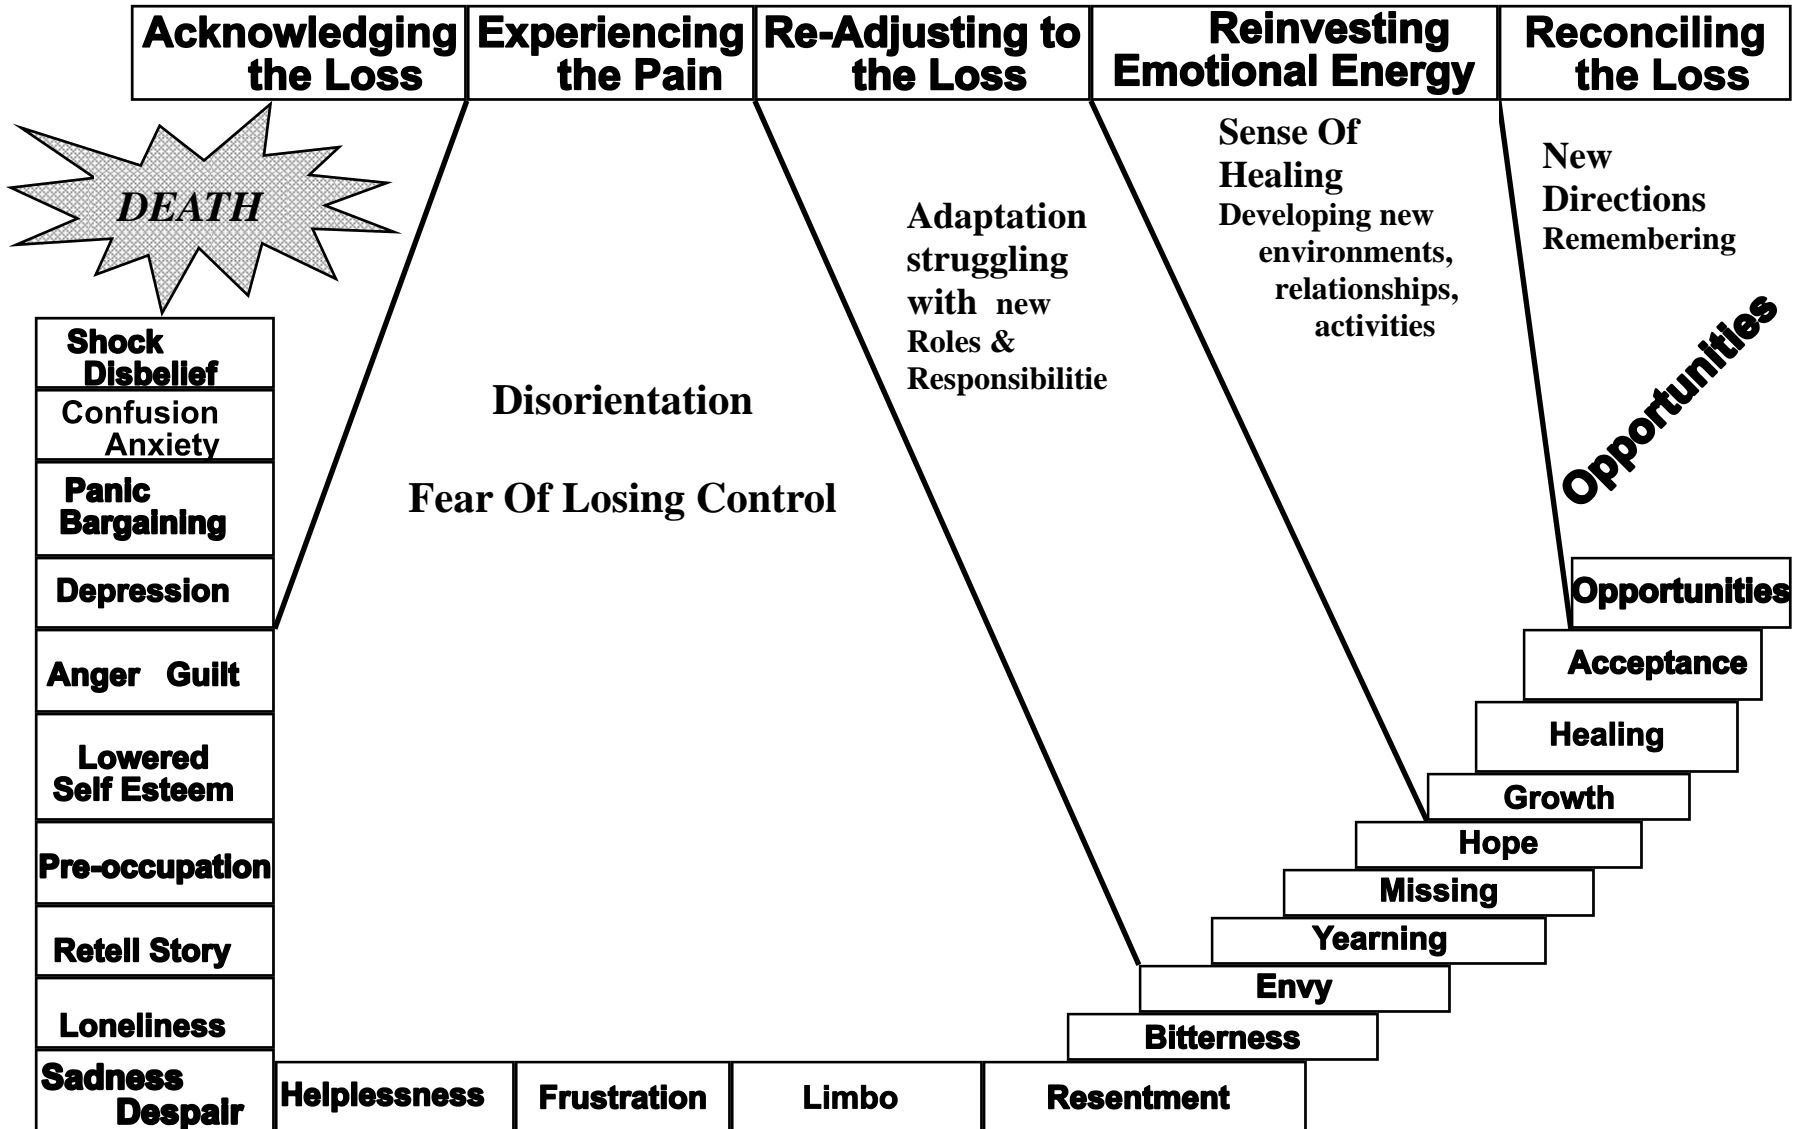 Acknowledging
the Loss
Experiencing
the Pain
Re-Adjusting to
the Loss
Reinvesting
Emotional Energy
Reconciling
the Loss
DEATH
Disorientation
Fear Of Losing Control
Adaptation
struggling
with new
Roles &
Responsibilitie
Sense Of
Healing
Developing new
environments,
relationships,
activities
New
Directions
Remembering
Opportunities
Shock
Disbelief
Confusion
Anxiety
Panic
Bargaining
Depression
Anger Guilt
Lowered
Self Esteem
Pre-occupation
Retell Story
Loneliness
Sadness
Despair
Helplessness
Frustration
Limbo
Resentment
Bitterness
Envy
Yearning
Missing
Hope
Growth
Healing
Acceptance
Opportunities